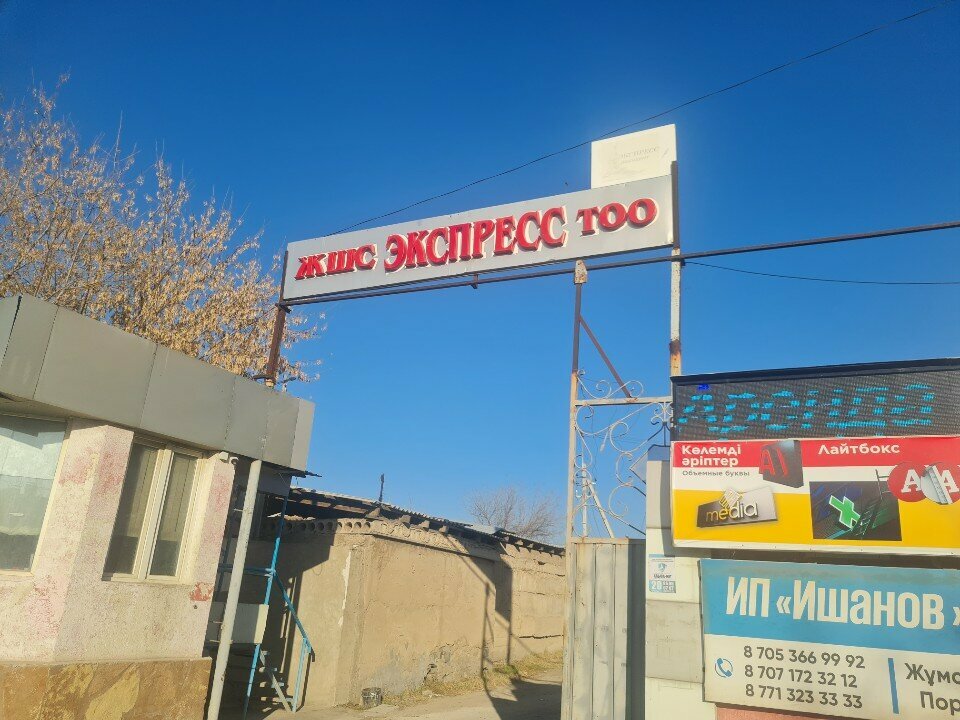 ЭКСПРЕСС
ЖШС ЭКСПРЕСС ТОО
Көлемді
әріптер
Объемные буквы
Лайтбокс
media
ИП «Ишанов»
8 705 366 99 92
8 707 172 32 12
8 771 323 33 33